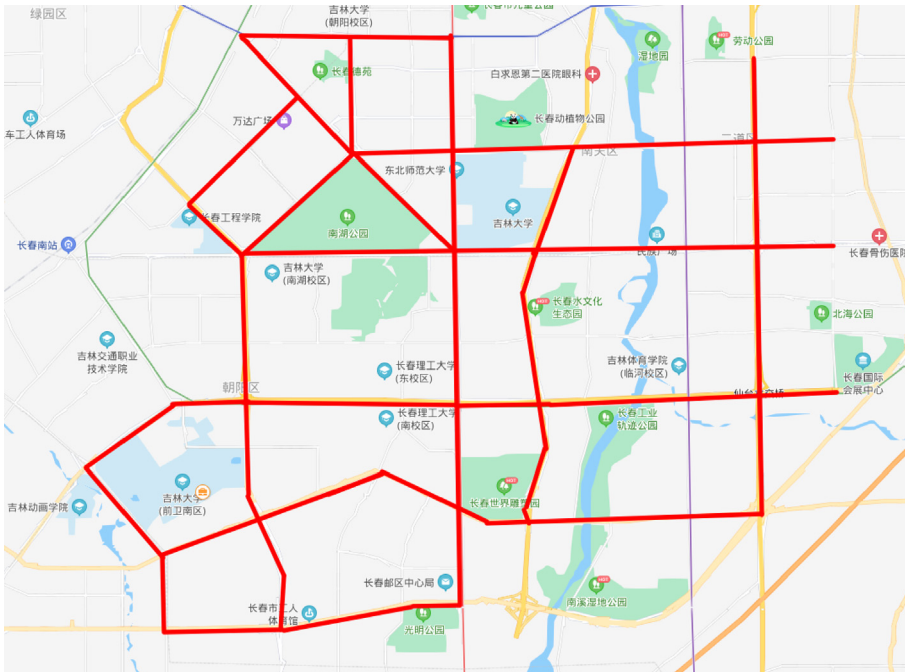 绿园区
吉林大学
(朝阳校区)
长春市儿童公园
湿地园
HOT
劳动公园
长春德苑
白求恩第二医院眼科
万达广场
长春动植物公园
车工人体育场
二道区
南关区
东北师范大学
长春工程学院
南湖公园
吉林大学
长春南站
民族广场
长春骨伤医院
吉林大学
(南湖校区)
HOT
长春水文化
生态园
北海公园
吉林交通职业
技术学院
长春理工大学
(东校区)
吉林体育学院
(临河校区)
长春国际
会展中心
朝阳区
长春理工大学
(南校区)
长春工业
轨迹公园
吉林大学
(前卫南区)
HOT
长春世界雕塑园
吉林动画学院
长春邮区中心局
HOT
南溪湿地公园
长春市工人
体育馆
光明公园